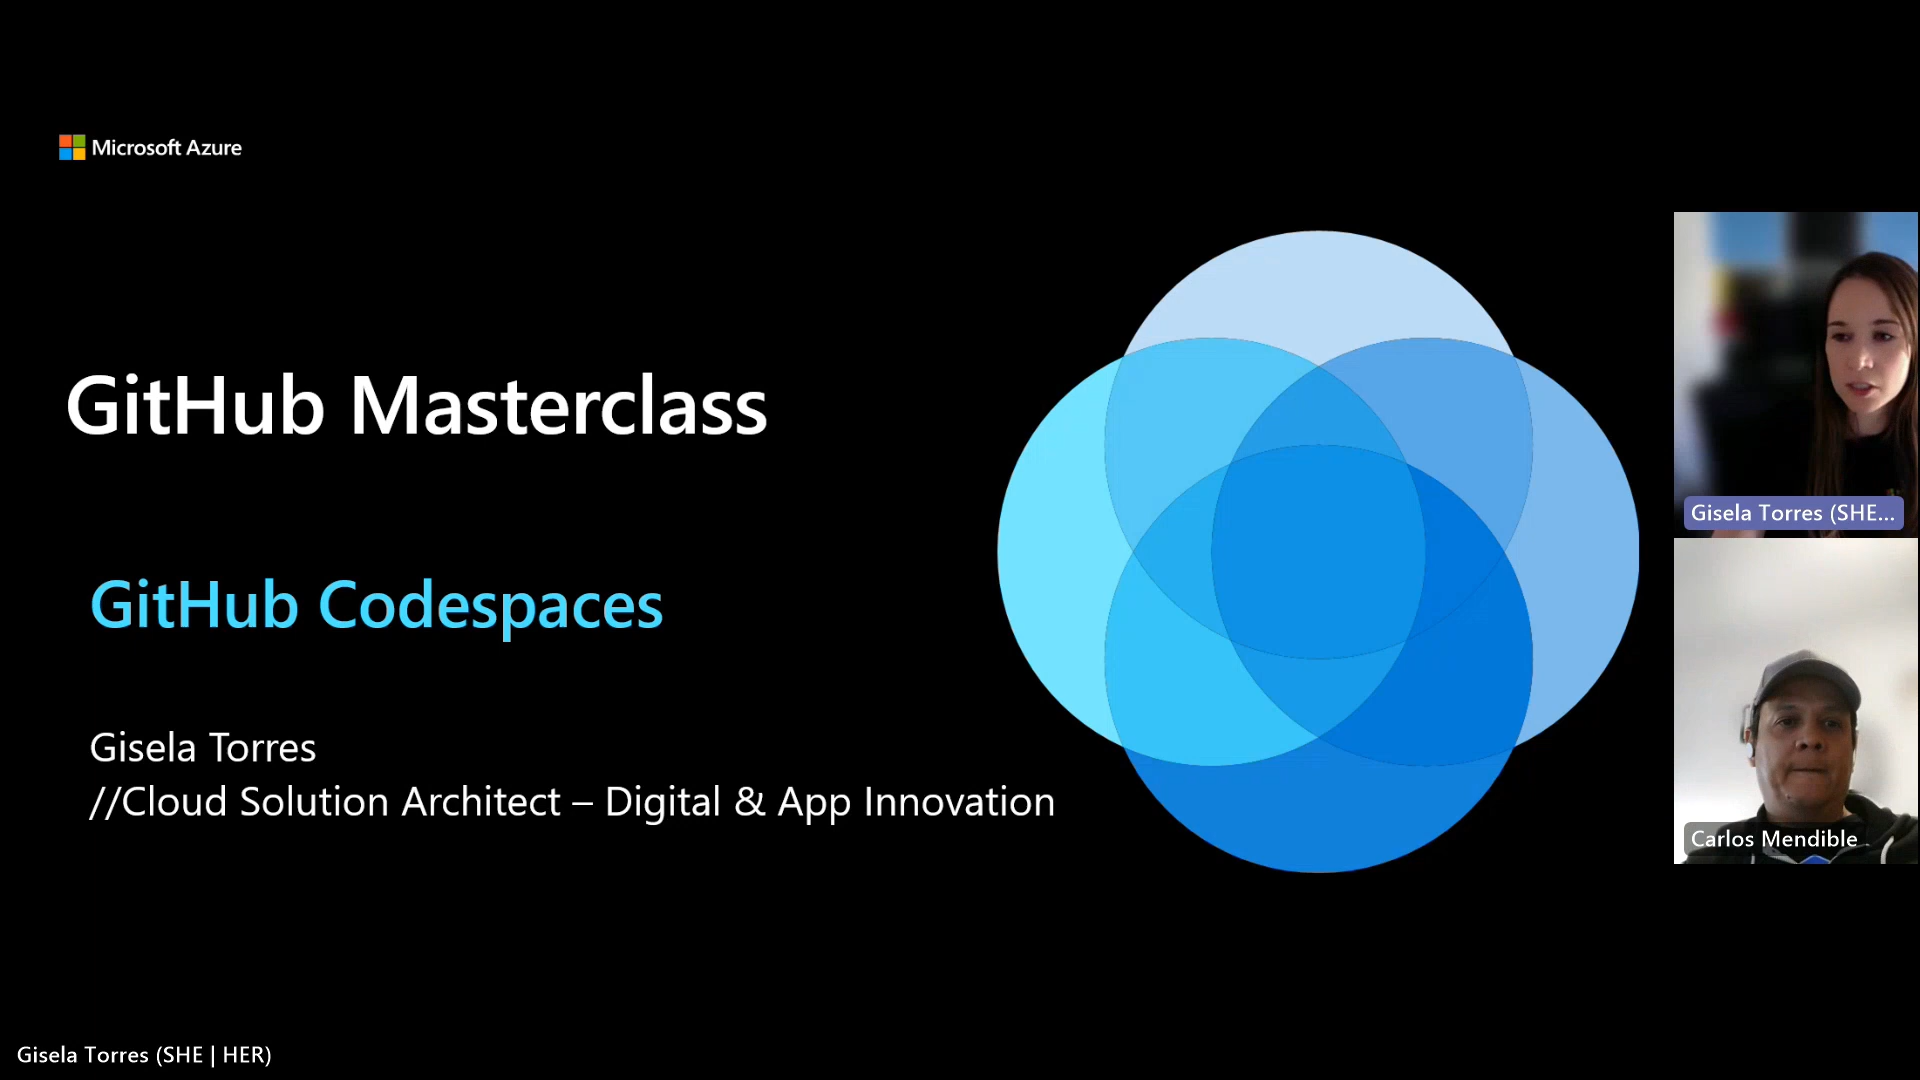 Microsoft Azure
GitHub Masterclass
GitHub Codespaces
Gisela Torres
//Cloud Solution Architect – Digital & App Innovation
Gisela Torres (SHE...
Carlos Mendible
Gisela Torres (SHE | HER)